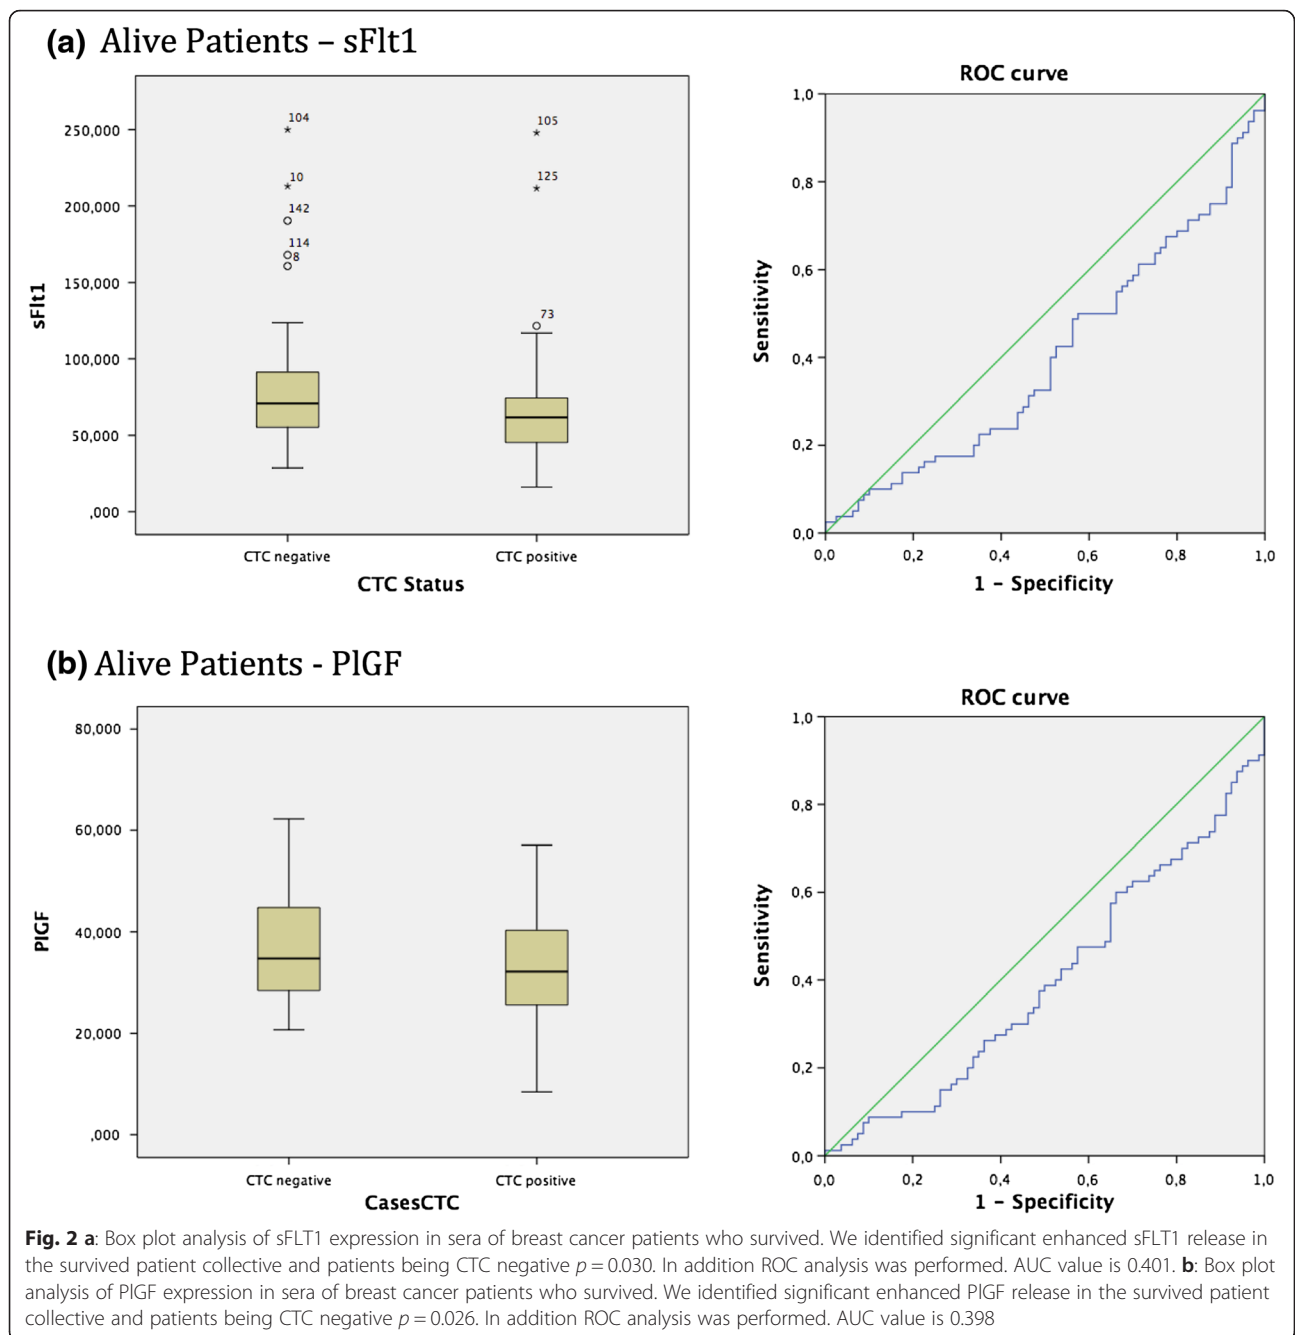 (a) Alive Patients – sFlt1
250,000
200,000
150,000
100,000
50,000
,000
sFlt1
104
10
142
114
8
105
125
73
CTC negative
CTC positive
CTC Status
ROC curve
1,0
0,8
0,6
0,4
0,2
0,0
Sensitivity
0,0 0,2 0,4 0,6 0,8 1,0
1 - Specificity
(b) Alive Patients - PlGF
80,000
60,000
40,000
20,000
,000
PlGF
CTC negative
CTC positive
CasesCTC
ROC curve
1,0
0,8
0,6
0,4
0,2
0,0
Sensitivity
0,0 0,2 0,4 0,6 0,8 1,0
1 - Specificity
Fig. 2 a: Box plot analysis of sFLT1 expression in sera of breast cancer patients who survived. We identified significant enhanced sFLT1 release in
the survived patient collective and patients being CTC negative p = 0.030. In addition ROC analysis was performed. AUC value is 0.401. b: Box plot
analysis of PlGF expression in sera of breast cancer patients who survived. We identified significant enhanced PlGF release in the survived patient
collective and patients being CTC negative p = 0.026. In addition ROC analysis was performed. AUC value is 0.398